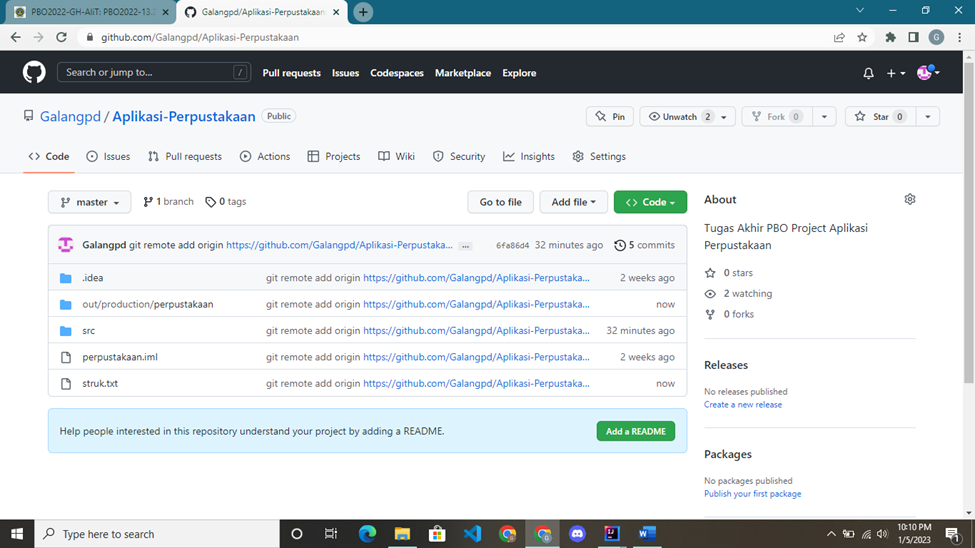 PBO2022-GH-AliT: PBO2022-13.
Galangpd/Aplikasi-Perpustakaan
github.com/Galangpd/Aplikasi-Perpustakaan
G
Search or jump to...
/
Pull requests Issues Codespaces Marketplace Explore
Galangpd / Aplikasi-Perpustakaan Public
Pin
Unwatch 2
Fork 0
Star 0
Code Issues Pull requests Actions Projects Wiki Security Insights Settings
master
1 branch
0 tags
Go to file
Add file
Code
Galangpd git remote add origin https://github.com/Galangpd/Aplikasi-Perpustaka... ... 6fa86d4 32 minutes ago 5 commits
.idea git remote add origin https://github.com/Galangpd/Aplikasi-Perpustaka... 2 weeks ago
out/production/perpustakaan git remote add origin https://github.com/Galangpd/Aplikasi-Perpustaka... now
src git remote add origin https://github.com/Galangpd/Aplikasi-Perpustaka... 32 minutes ago
perpustakaan.iml git remote add origin https://github.com/Galangpd/Aplikasi-Perpustaka... 2 weeks ago
struk.txt git remote add origin https://github.com/Galangpd/Aplikasi-Perpustaka... now
Help people interested in this repository understand your project by adding a README.
Add a README
About
Tugas Akhir PBO Project Aplikasi
Perpustakaan
0 stars
2 watching
0 forks
Releases
No releases published
Create a new release
Packages
No packages published
Publish your first package
Type here to search
10:10 PM
1/5/2023
1